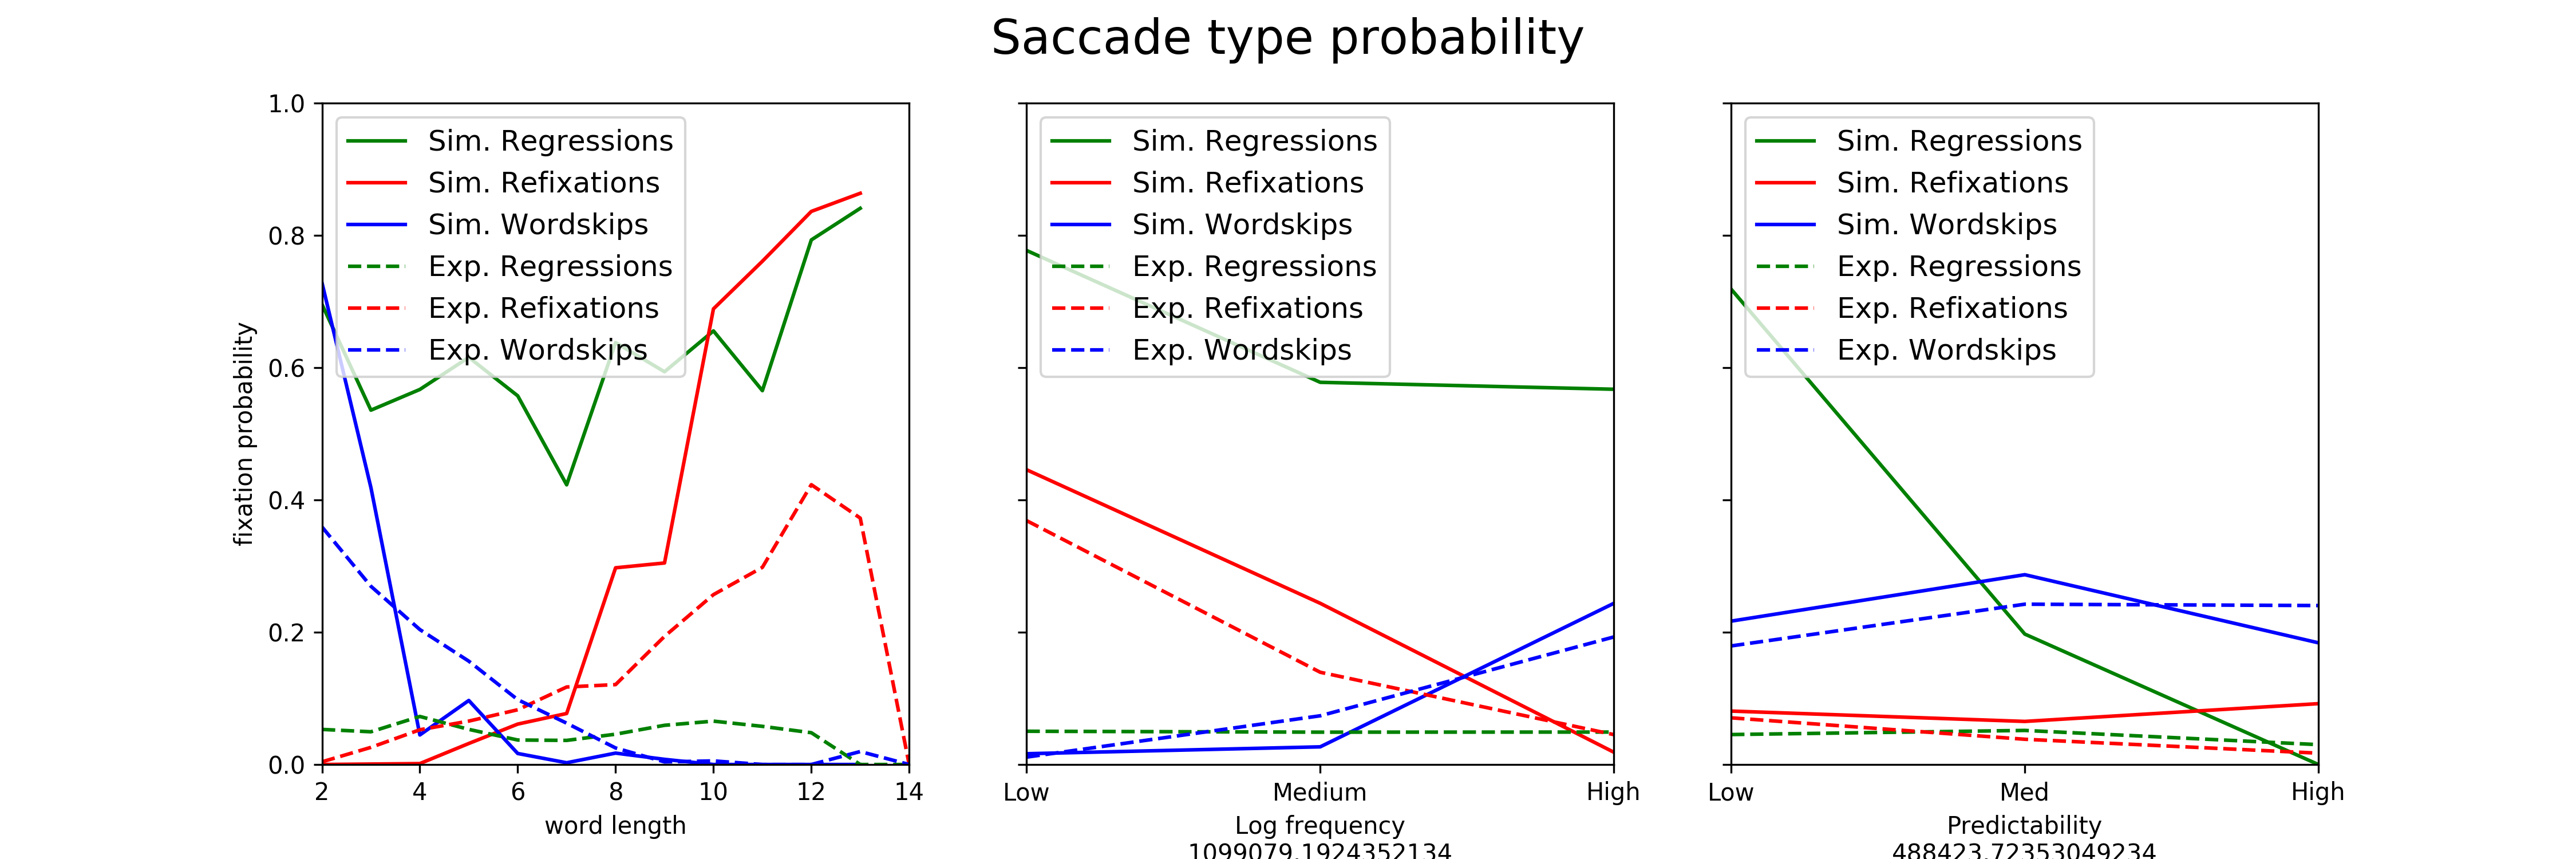 Saccade type probability
fixation probability
1.0
0.8
0.6
0.4
0.2
0.0
Sim. Regressions
Sim. Refixations
Sim. Wordskips
Exp. Regressions
Exp. Refixations
Exp. Wordskips
2 4 6 8 10 12 14
word length
Sim. Regressions
Sim. Refixations
Sim. Wordskips
Exp. Regressions
Exp. Refixations
Exp. Wordskips
Low Medium High
Log frequency
1099079.1924352134
Sim. Regressions
Sim. Refixations
Sim. Wordskips
Exp. Regressions
Exp. Refixations
Exp. Wordskips
Low Med High
Predictability
488423.72353049234